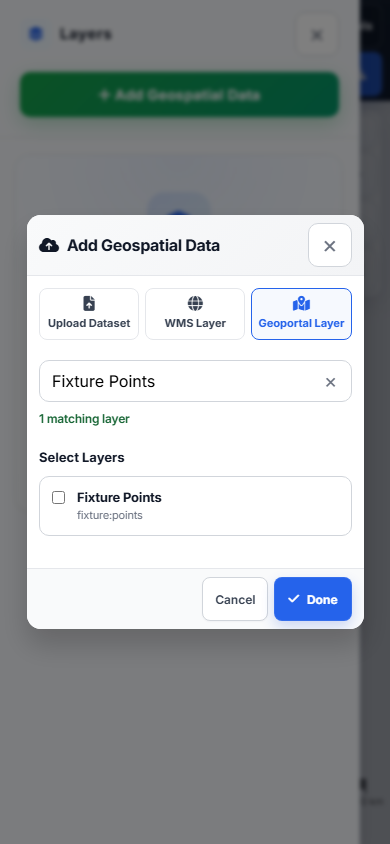 Layers
+ Add Geospatial Data
Add Geospatial Data
Upload Dataset
WMS Layer
Geoportal Layer
Fixture Points
1 matching layer
Select Layers
Fixture Points
fixture:points
Cancel
Done